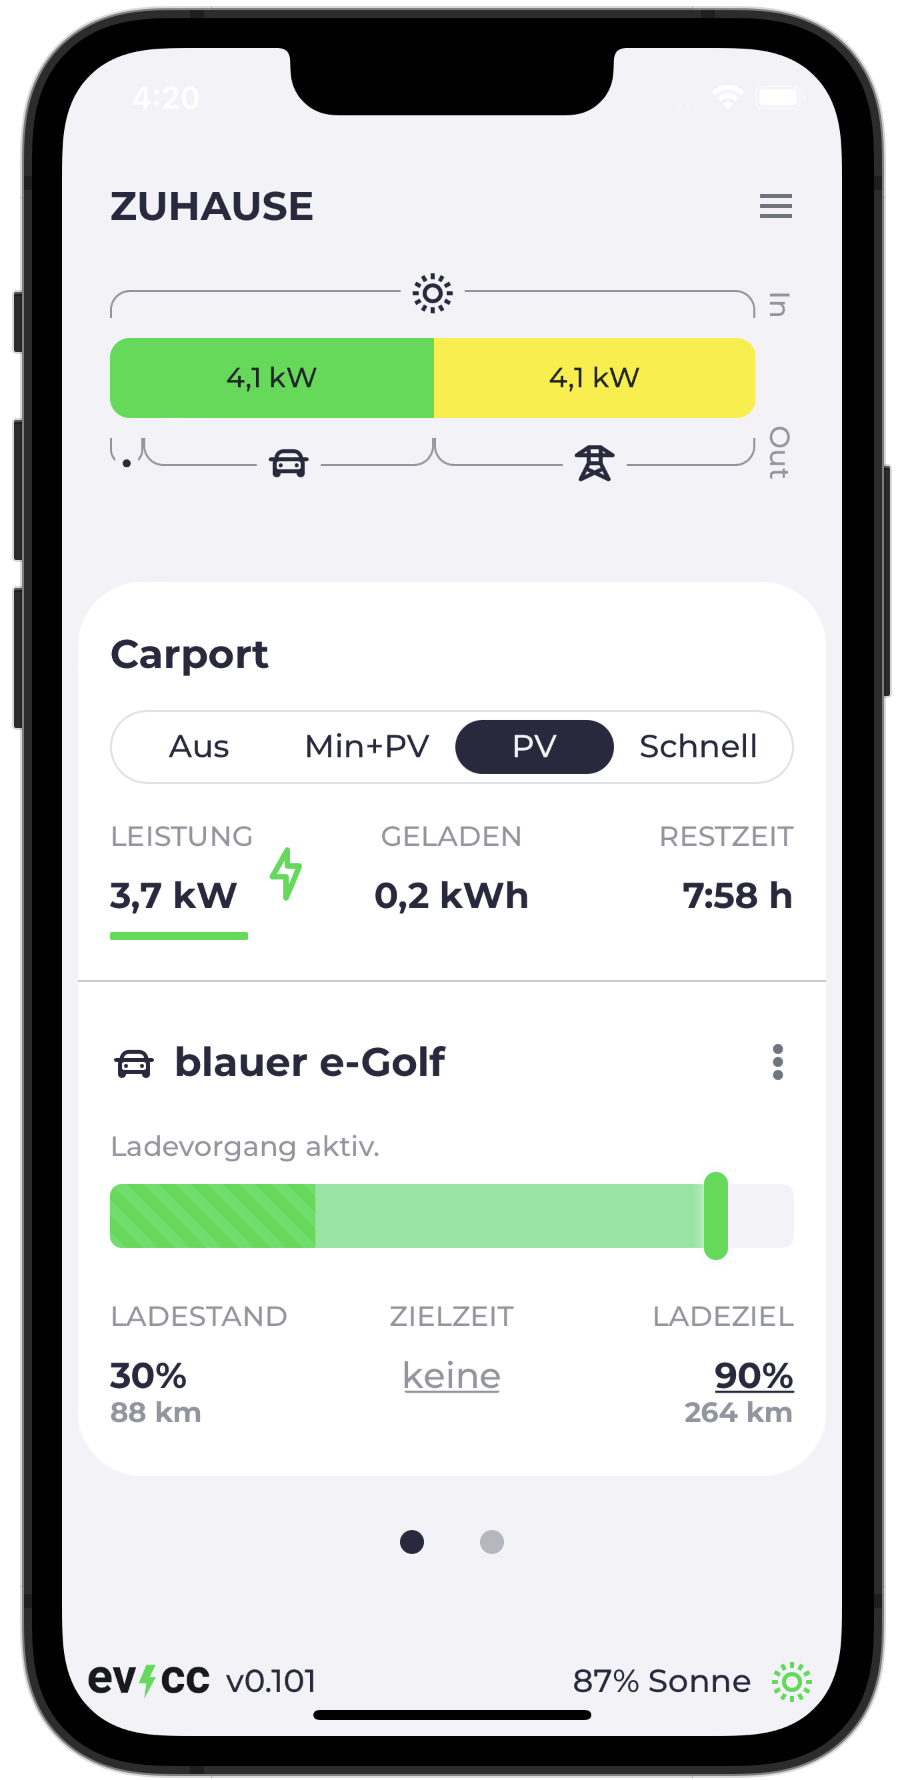 4:20
ZUHAUSE
In
4,1 kW 4,1 kW
Out
Carport
Aus Min+PV PV Schnell
LEISTUNG GELADEN RESTZEIT
3,7 kW 0,2 kWh 7:58 h
blauer e-Golf
Ladevorgang aktiv.
LADESTAND ZIELZEIT LADEZIEL
30% keine 90%
88 km 264 km
evcc v0.101 87% Sonne